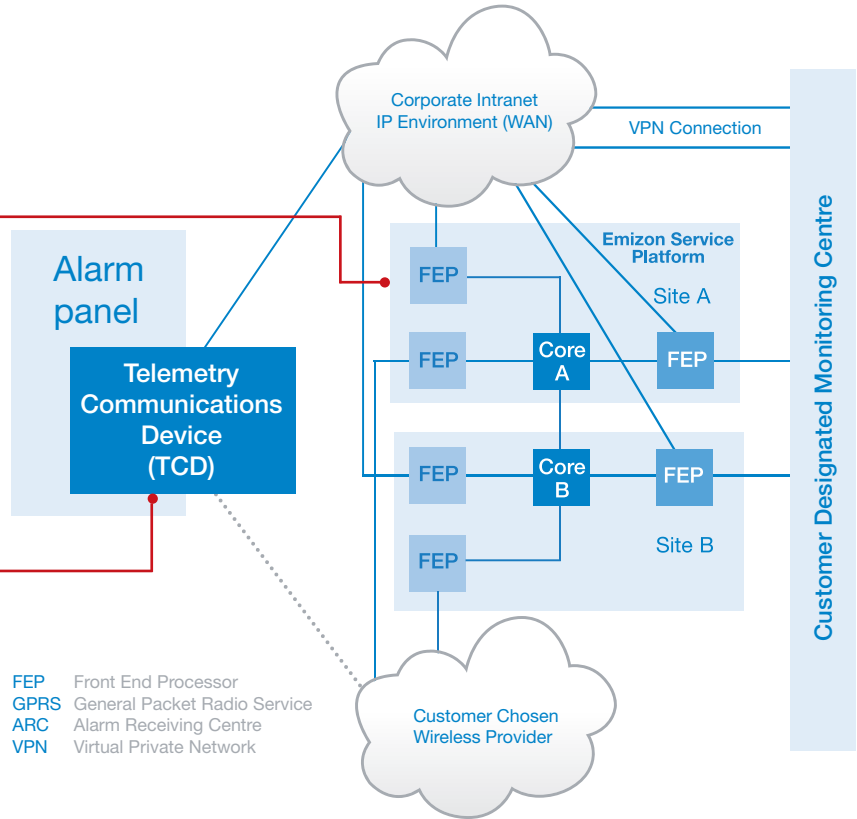 Corporate Intranet
IP Environment (WAN)
VPN Connection
Customer Designated Monitoring Centre
Emizon Service
Platform
Site A
Alarm
panel
FEP
FEP
Core
A
FEP
Telemetry
Communications
Device
(TCD)
FEP
Core
B
FEP
Site B
FEP
FEP Front End Processor
GPRS General Packet Radio Service
ARC Alarm Receiving Centre
VPN Virtual Private Network
Customer Chosen
Wireless Provider